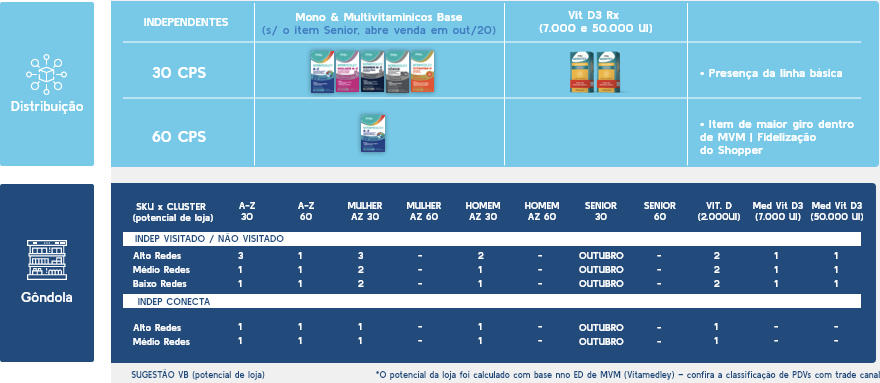 Distribuição
INDEPENDENTES
Mono & Multivitamínicos Base
(s/ o item Senior, abre venda em out/20)
Vit D3 Rx
(7.000 e 50.000 UI)
30 CPS
• Presença da linha básica
60 CPS
• Item de maior giro dentro
de MVM | Fidelização
do Shopper
Gôndola
SKU x CLUSTER (potencial de loja) A-Z 30 A-Z 60 MULHER AZ 30 MULHER AZ 60 HOMEM AZ 30 HOMEM AZ 60 SENIOR 30 SENIOR 60 VIT. D (2.000UI) Med Vit D3 (7.000 UI) Med Vit D3 (50.000 UI)
INDEP VISITADO / NÃO VISITADO
Alto Redes 3 1 3 - 2 - OUTUBRO - 2 1 1
Médio Redes 1 1 2 - 1 - OUTUBRO - 2 1 1
Baixo Redes 1 1 2 - 1 - OUTUBRO - 2 1 1
INDEP CONECTA
Alto Redes 1 1 1 - 1 - OUTUBRO - 1 - -
Médio Redes 1 1 1 - 1 - OUTUBRO - 1 - -
SUGESTÃO VB (potencial de loja)
*O potencial da loja foi calculado com base nno ED de MVM (Vitamedley) – confira a classificação de PDVs com trade canal